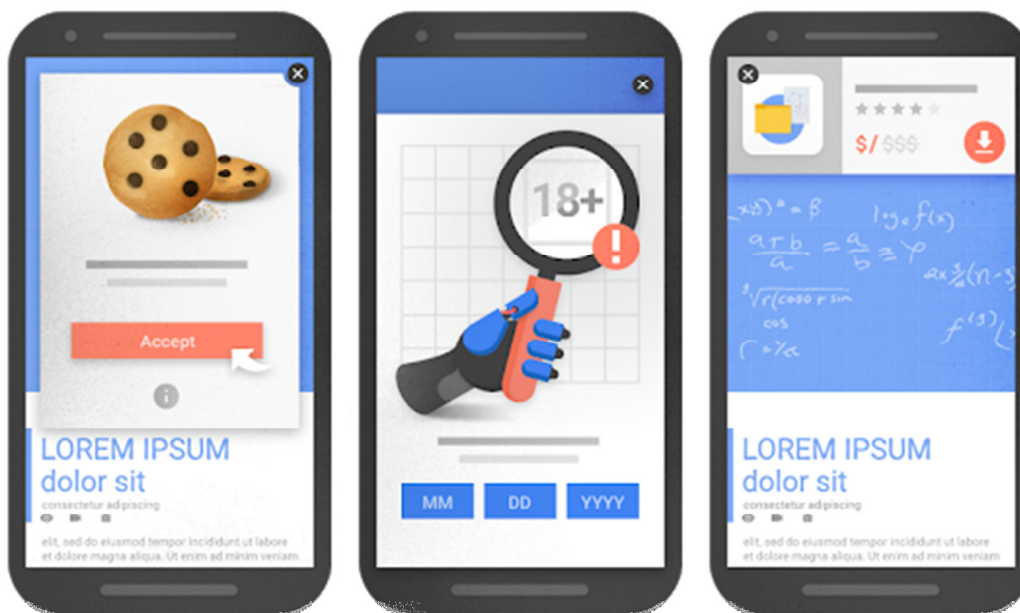 Accept
LOREM IPSUM
dolor sit
consectetur adipiscing
elit, sed do eiusmod tempor incididunt ut labore
et dolore magna aliqua. Ut enim ad minim veniam
18+
!
MM DD YYYY
$/ $$$
log₀ f(x)
a+b
a
= a
b
≅ φ
cos
LOREM IPSUM
dolor sit
consectetur adipiscing
elit, sed do eiusmod tempor incididunt ut labore
et dolore magna aliqua. Ut enim ad minim veniam